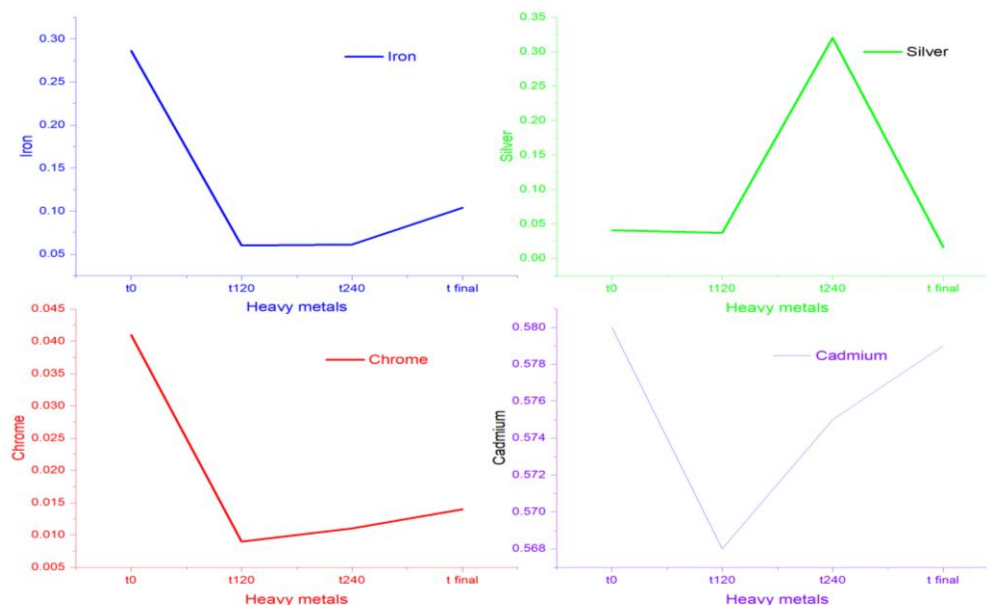 Iron
0.30
0.25
0.20
0.15
0.10
0.05
Iron
t0
t120
t240
t final
Heavy metals
Silver
0.35
0.30
0.25
0.20
0.15
0.10
0.05
0.00
Silver
t0
t120
t240
t final
Heavy metals
Chrome
0.045
0.040
0.035
0.030
0.025
0.020
0.015
0.010
0.005
Chrome
t0
t120
t240
t final
Heavy metals
Cadmium
0.580
0.578
0.576
0.574
0.572
0.570
0.568
Cadmium
t0
t120
t240
t final
Heavy metals